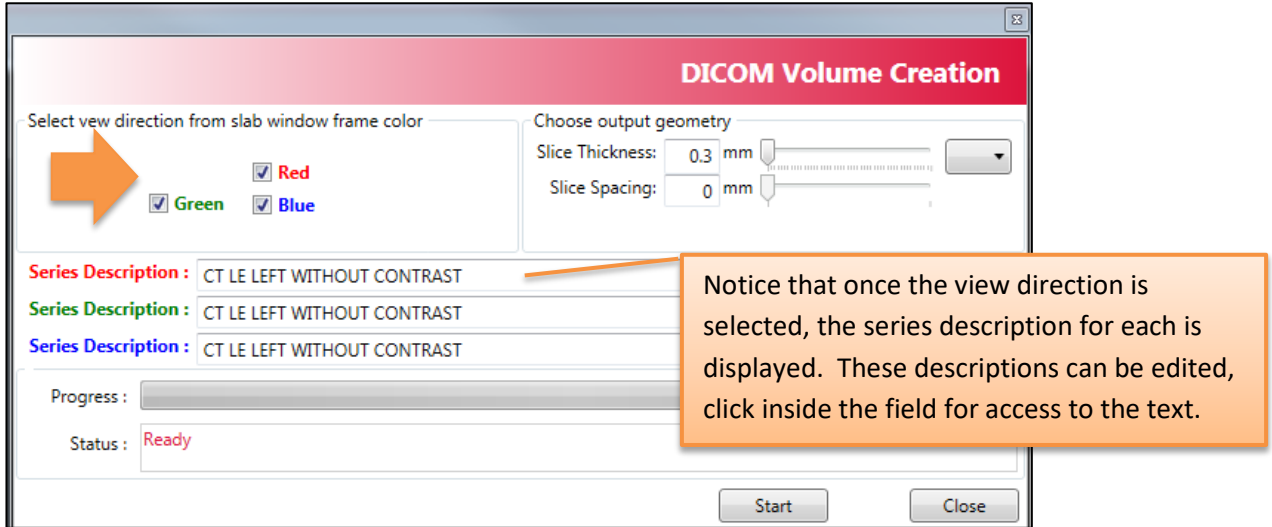 DICOM Volume Creation
Select vew direction from slab window frame color
Red
Green
Blue
Choose output geometry
Slice Thickness: 0.3 mm
Slice Spacing: 0 mm
Series Description : CT LE LEFT WITHOUT CONTRAST
Series Description : CT LE LEFT WITHOUT CONTRAST
Series Description : CT LE LEFT WITHOUT CONTRAST
Notice that once the view direction is
selected, the series description for each is
displayed.  These descriptions can be edited,
click inside the field for access to the text.
Progress :
Status : Ready
Start
Close